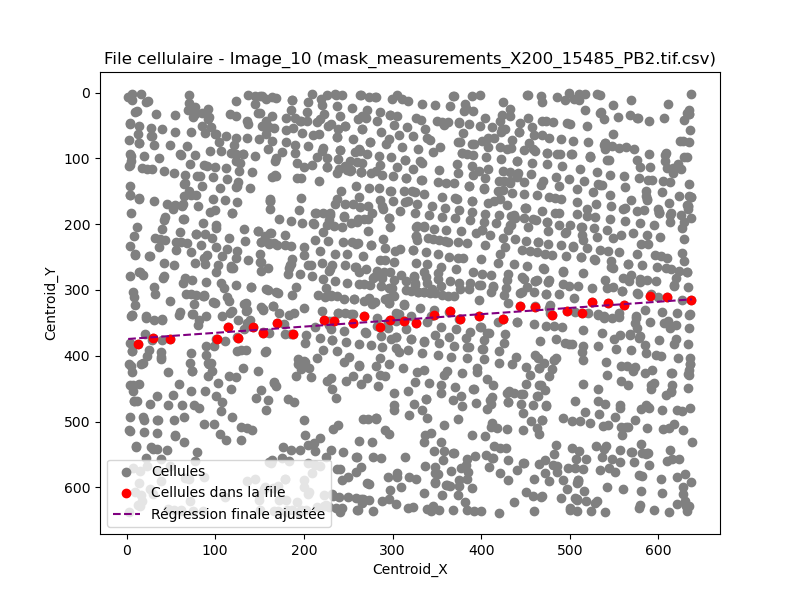 File cellulaire - Image_10 (mask_measurements_X200_15485_PB2.tif.csv)
0
100
200
300
400
500
600
Centroid_Y
Cellules
Cellules dans la file
Régression finale ajustée
0 100 200 300 400 500 600
Centroid_X